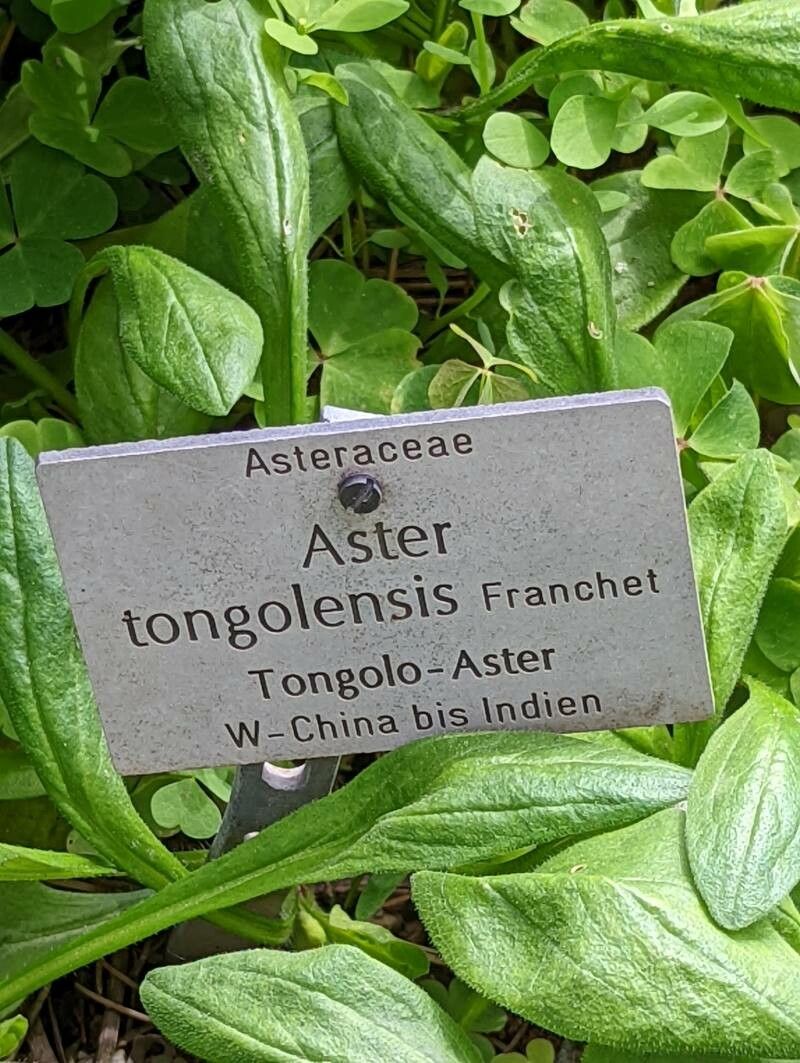 Asteraceae
Aster
tongolensis Franchet
Tongolo-Aster
W-China bis Indien